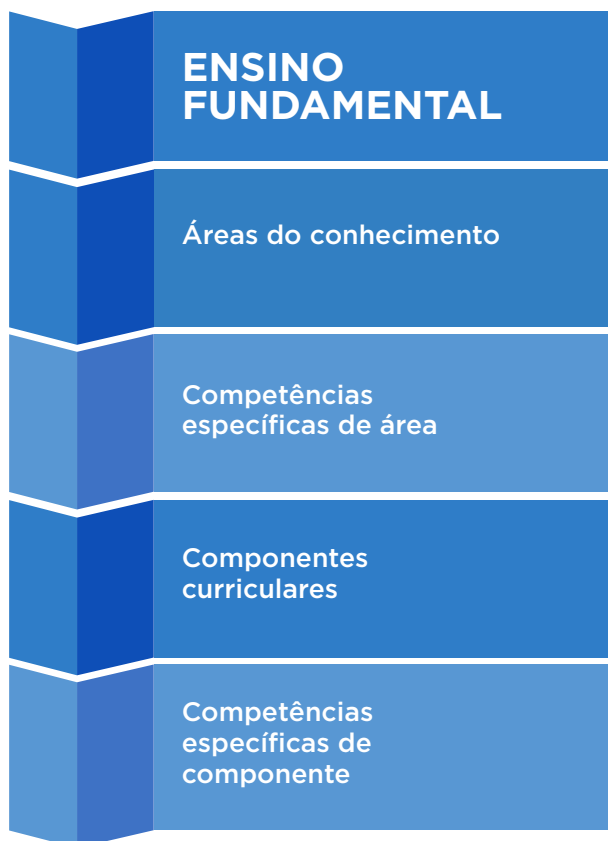 ENSINO
FUNDAMENTAL
Áreas do conhecimento
Competências
específicas de área
Componentes
curriculares
Competências
específicas de
componente